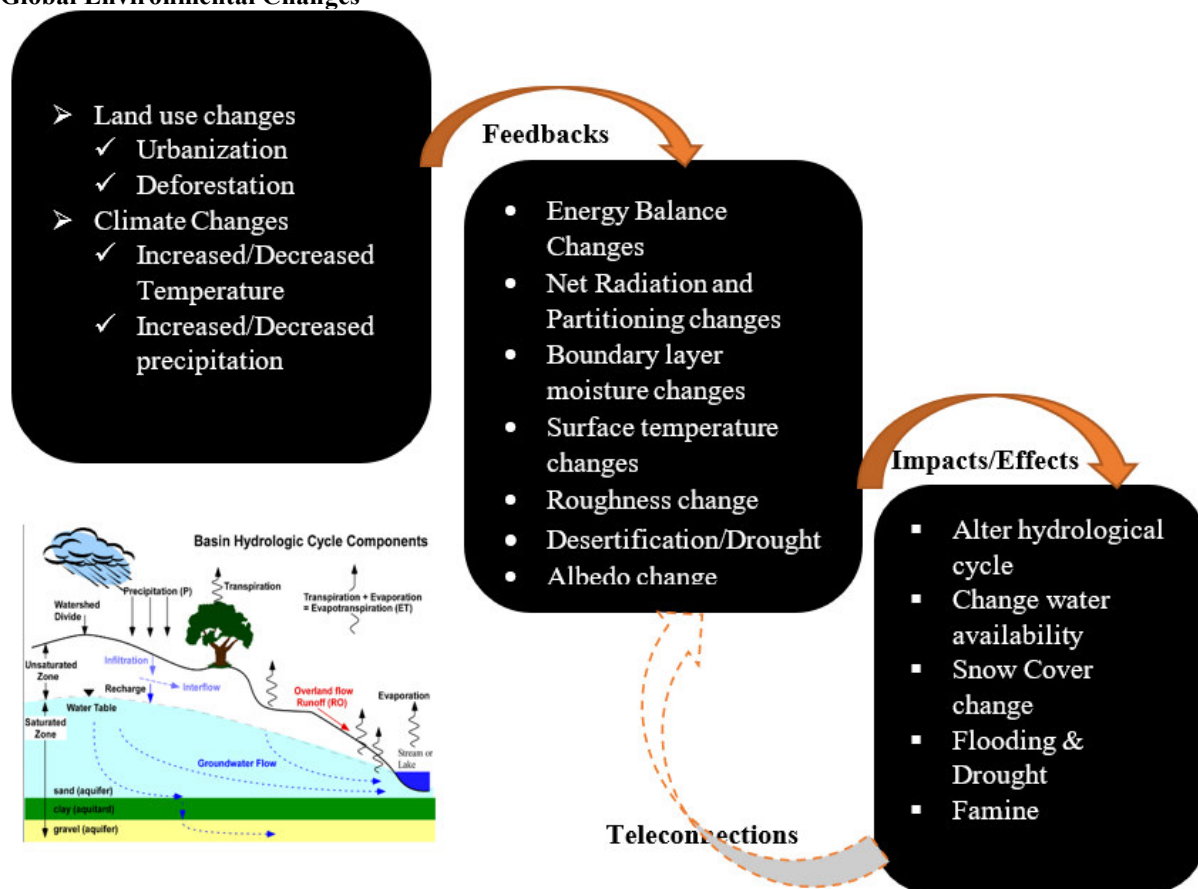 Global Environmental Changes
➢ Land use changes
✓ Urbanization
✓ Deforestation
➢ Climate Changes
✓ Increased/Decreased
Temperature
✓ Increased/Decreased
precipitation
Feedbacks
• Energy Balance
Changes
• Net Radiation and
Partitioning changes
• Boundary layer
moisture changes
• Surface temperature
changes
• Roughness change
• Desertification/Drought
• Albedo change
Impacts/Effects
▪ Alter hydrological
cycle
▪ Change water
availability
▪ Snow Cover
change
▪ Flooding &
Drought
▪ Famine
Teleconnections
Basin Hydrologic Cycle Components
Precipitation (P)
Transpiration
Transpiration + Evaporation
= Evapotranspiration (ET)
Watershed
Divide
Unsaturated
Zone
Infiltration
Interflow
Recharge
Water Table
Overland flow
Runoff (RO)
Evaporation
Saturated
Zone
Groundwater Flow
Stream or
Lake
sand (aquifer)
clay (aquitard)
gravel (aquifer)